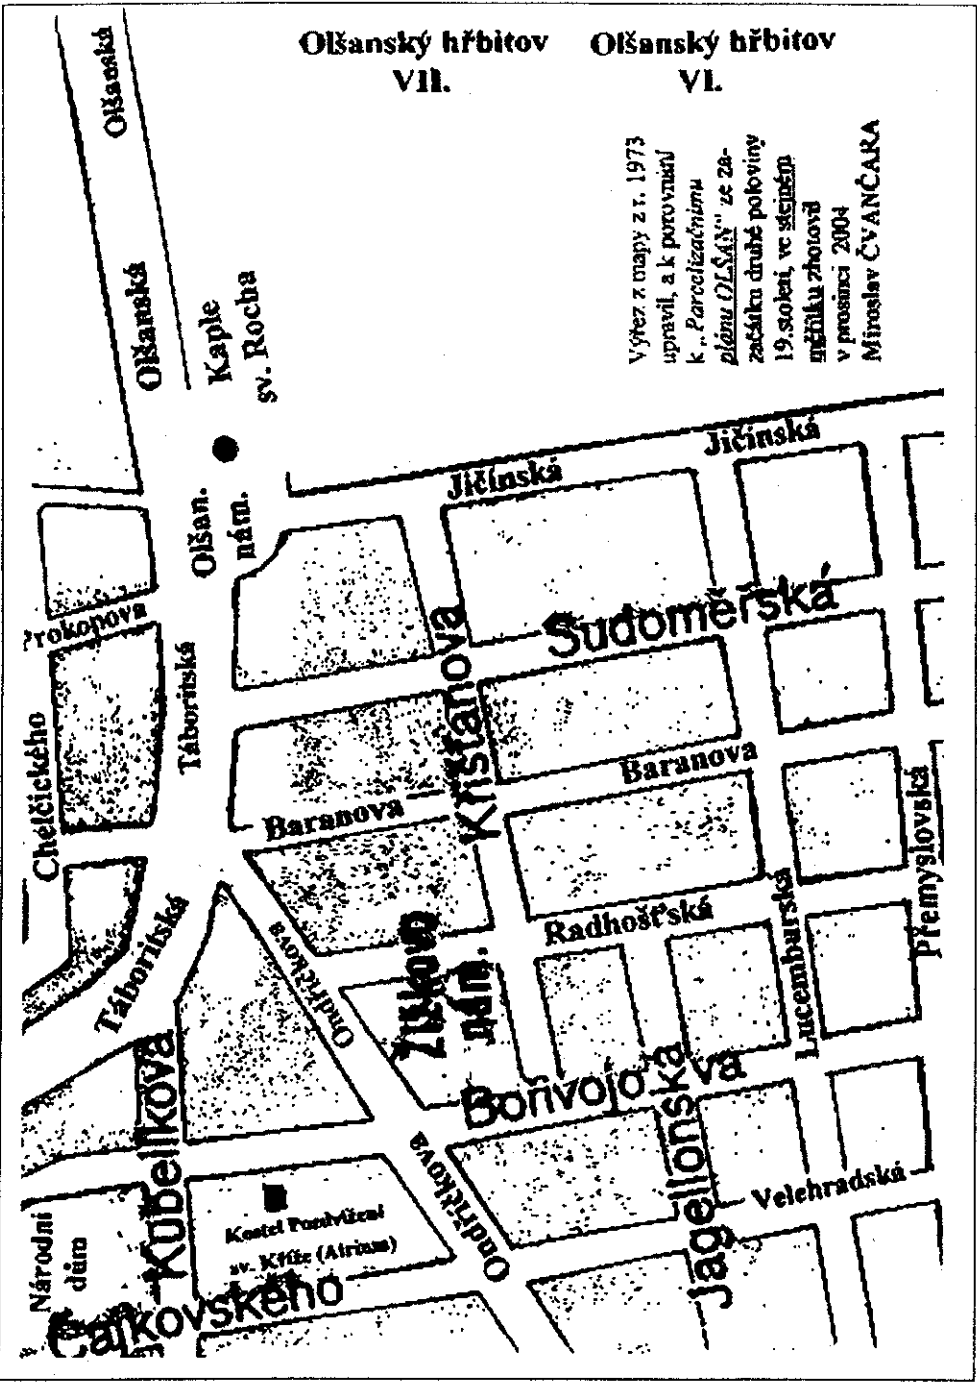 Olšanský hřbitov
VII.
Olšanský hřbitov
VI.
Výřez z mapy z r. 1973
upravil, a k porovnání
k „Parcelizačnímu
plánu OLŠAN" ze za-
čátku druhé poloviny
19.století, ve stejném
měřítku zhotovil
v prosinci 2004
Miroslav ČVANČARA
Olšanská
Olšanská
Kaple
sv. Rocha
Olšan.
nám.
Jičínská
Jičínská
Prokopova
Táboritská
Chelčického
Křišťanova
Sudoměřská
Baranova
Baranova
Táboritská
Ondříčkova
Žižkovo
nám.
Radhošťská
Lucemburská
Přemyslovská
Kubelíkova
Bořivojo va
Jagellonská
Ondříčkova
Velehradská
Národní
dům
Kostel Povýšení
sv. Kříže (Atrium)
Čajkovského